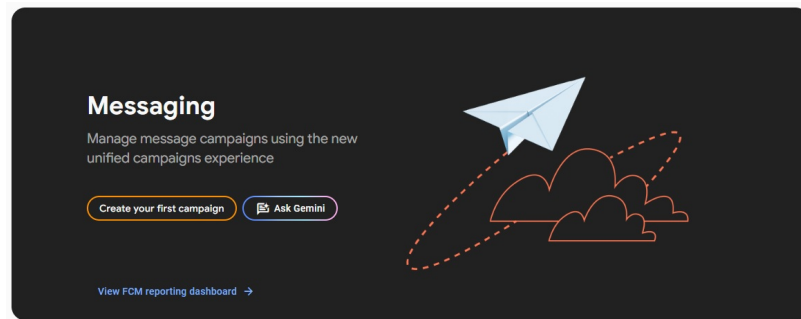 Messaging
Manage message campaigns using the new
unified campaigns experience
Create your first campaign
Ask Gemini
View FCM reporting dashboard →